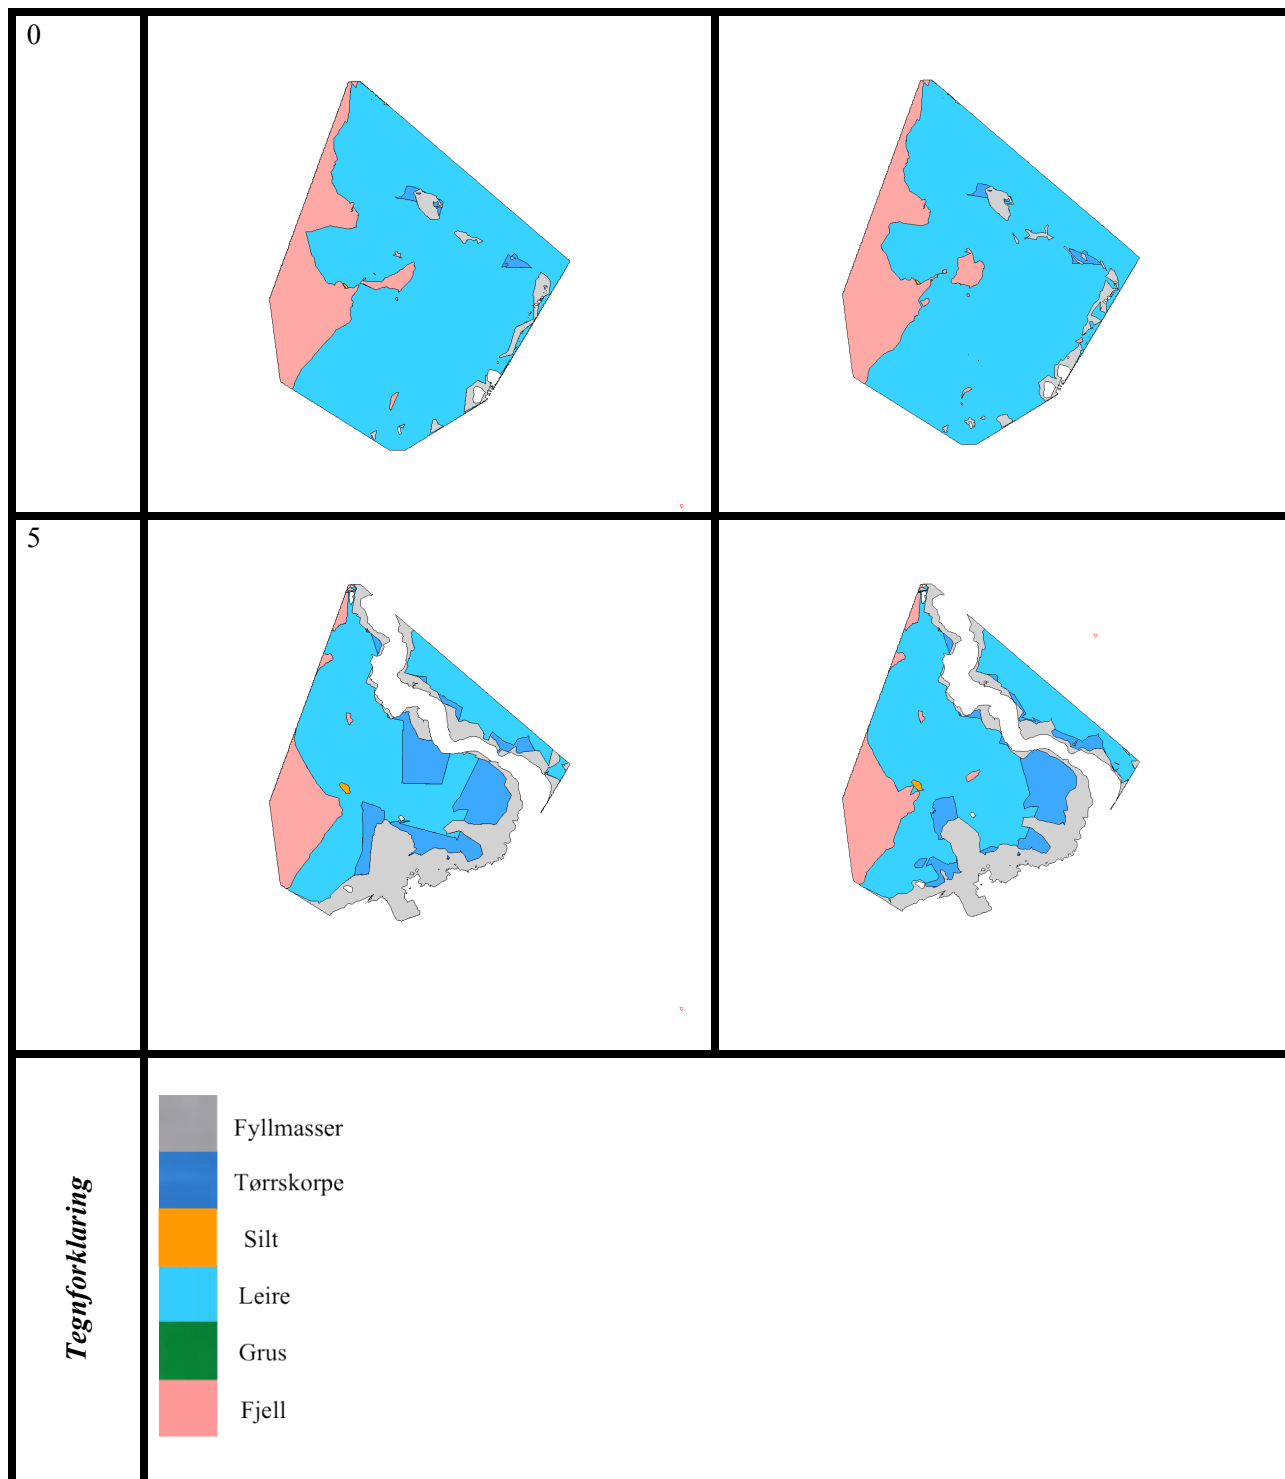 0
5
Tegnforklaring
Fyllmasser
Tørrskorpe
Silt
Leire
Grus
Fjell